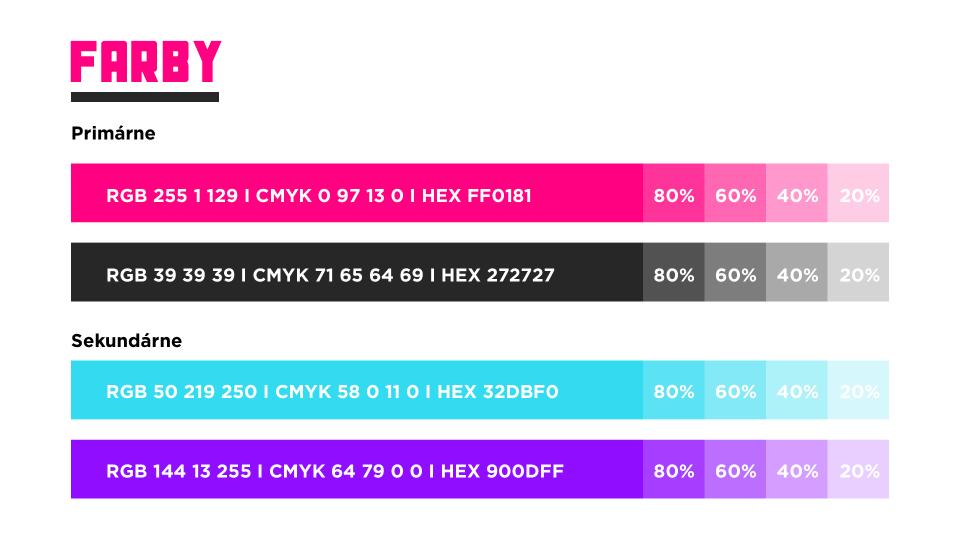 FARBY
Primárne
RGB 255 1 129 I CMYK 0 97 13 0 I HEX FF0181 80% 60% 40% 20%
RGB 39 39 39 I CMYK 71 65 64 69 I HEX 272727 80% 60% 40% 20%
Sekundárne
RGB 50 219 250 I CMYK 58 0 11 0 I HEX 32DBF0 80% 60% 40% 20%
RGB 144 13 255 I CMYK 64 79 0 0 I HEX 900DFF 80% 60% 40% 20%